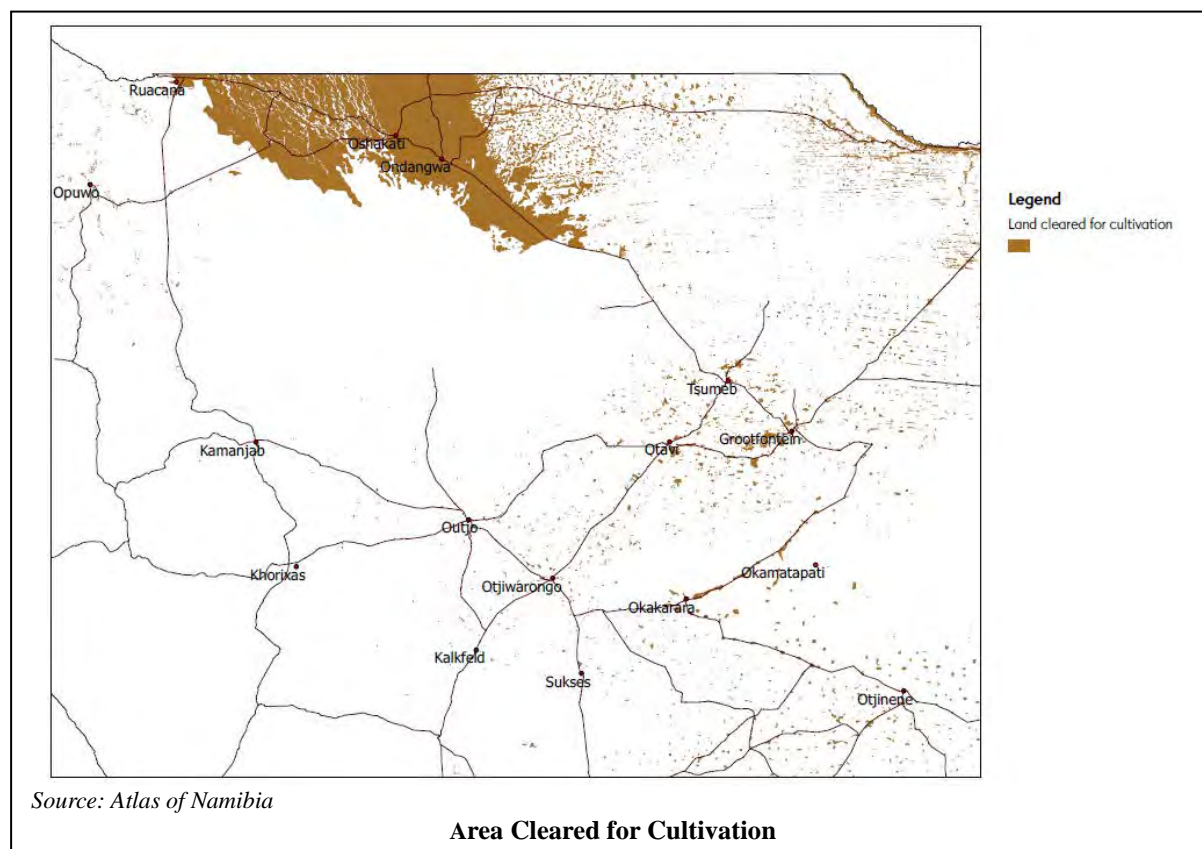 Ruacana
Oshakati
Ondangwa
Opuwo
Legend
Land cleared for cultivation
Tsumeb
Grootfontein
Otavi
Kamanjab
Outjo
Khorixas
Otjiwarongo
Okamatapati
Okakarara
Kalkfeld
Sukses
Otjinene
Source: Atlas of Namibia
Area Cleared for Cultivation